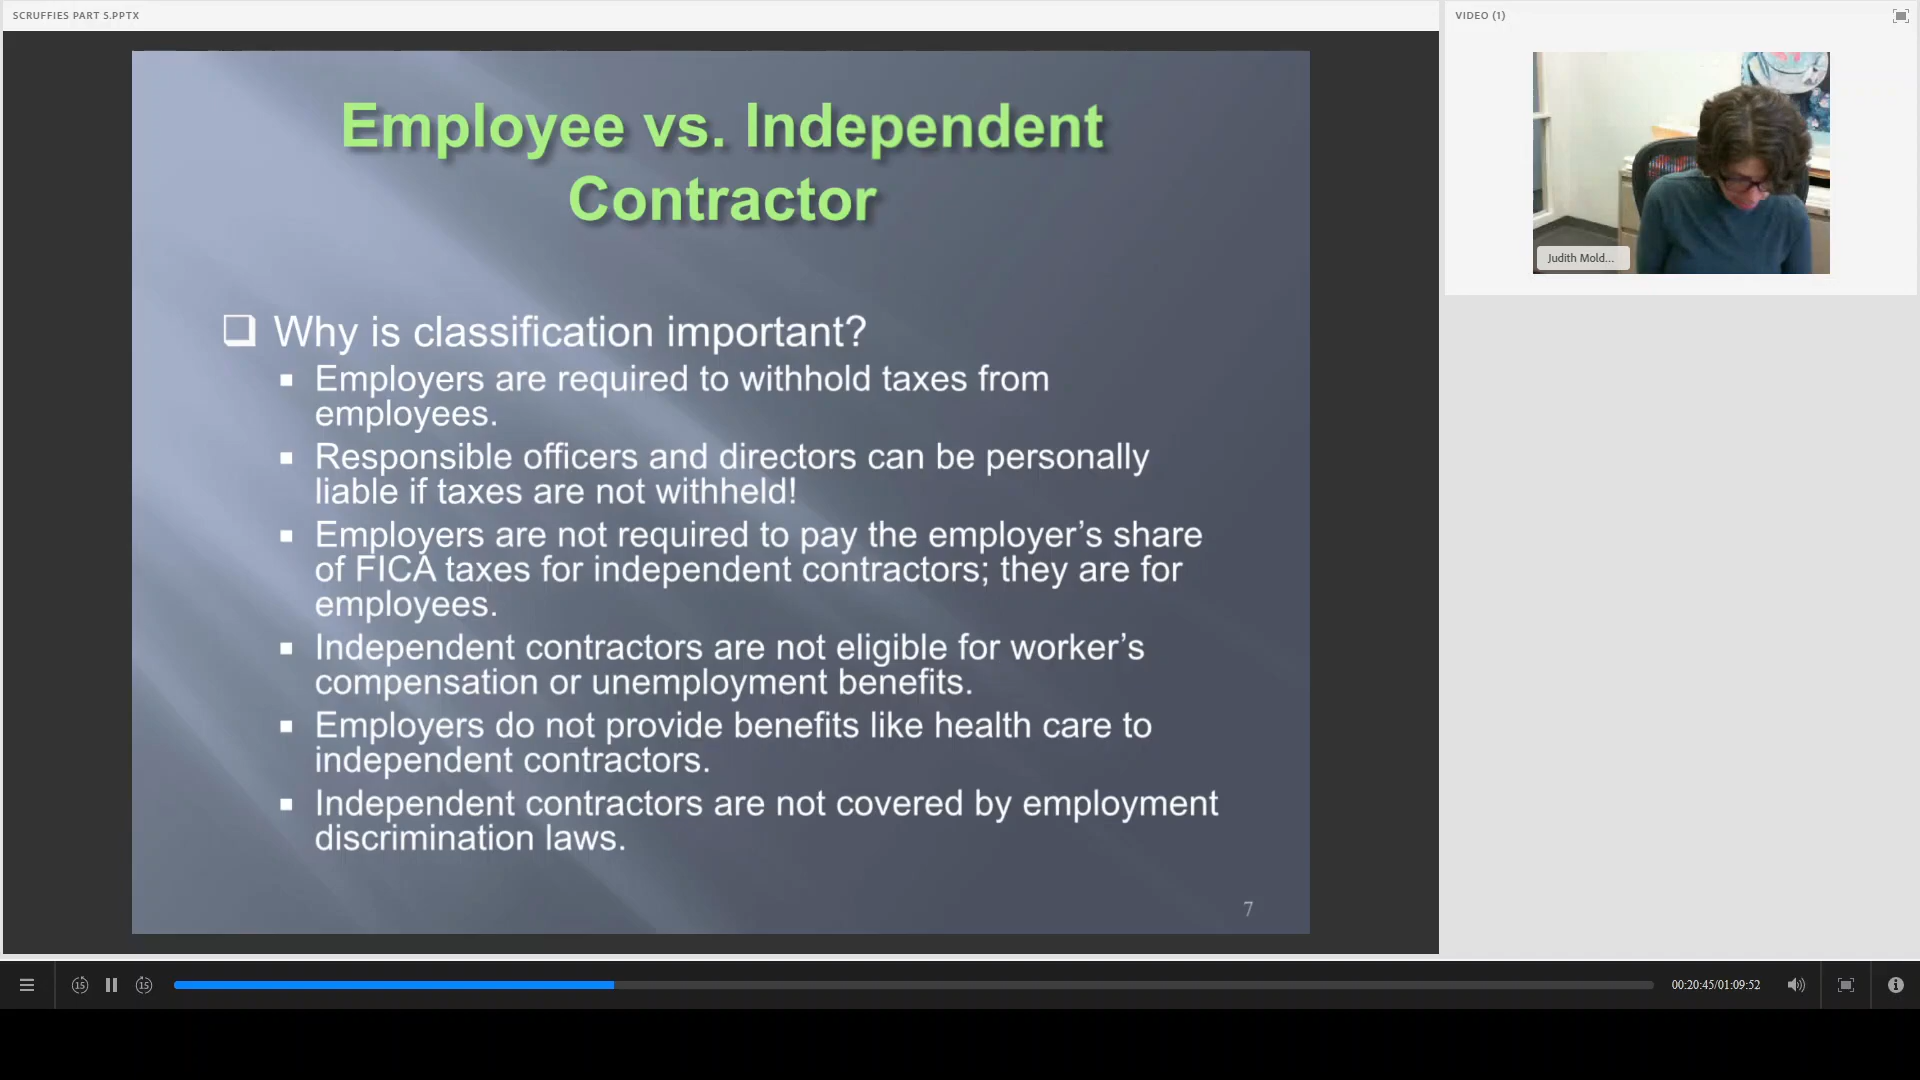 SCRUFFIES PART 5.PPTX
VIDEO (1)
Employee vs. Independent
Contractor
Why is classification important?
Employers are required to withhold taxes from
employees.
Responsible officers and directors can be personally
liable if taxes are not withheld!
Employers are not required to pay the employer’s share
of FICA taxes for independent contractors; they are for
employees.
Independent contractors are not eligible for worker’s
compensation or unemployment benefits.
Employers do not provide benefits like health care to
independent contractors.
Independent contractors are not covered by employment
discrimination laws.
7
Judith Mold...
15
15
00:20:45/01:09:52